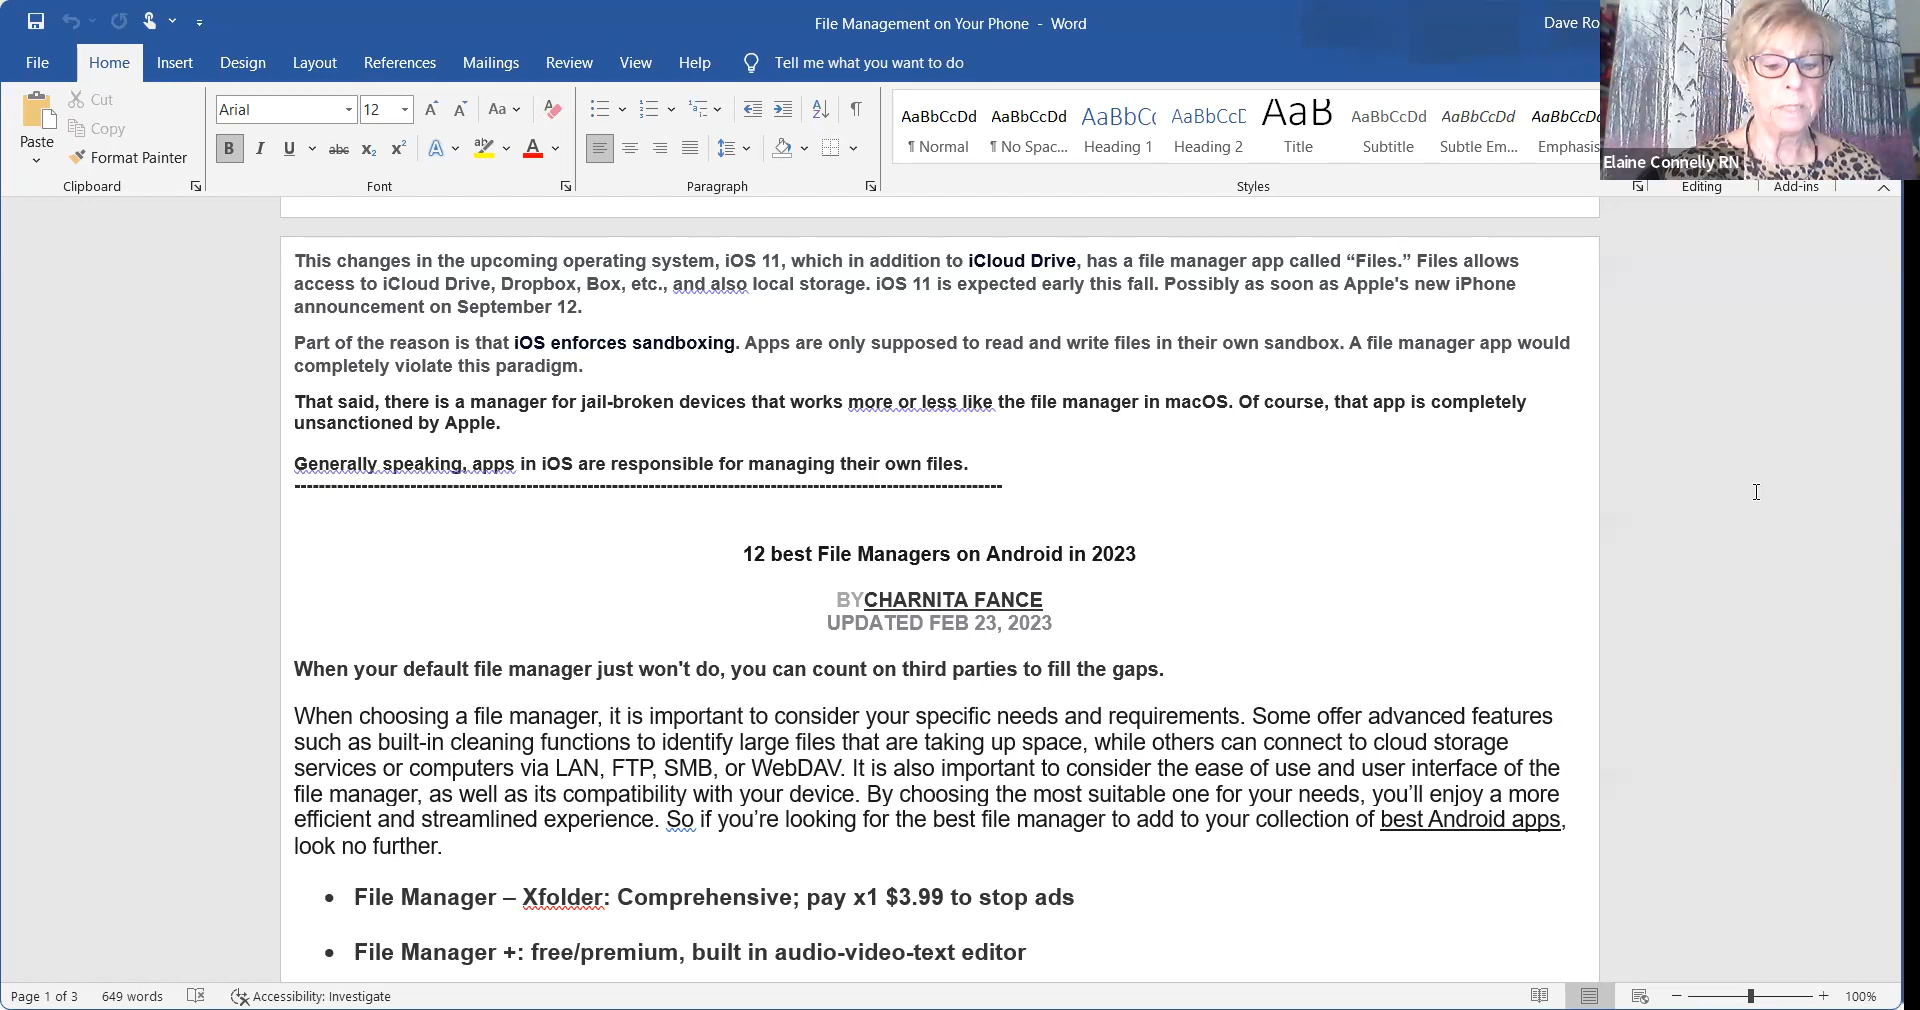 File Management on Your Phone - Word
Dave Ro
File Home Insert Design Layout References Mailings Review View Help Tell me what you want to do
Paste
Cut
Copy
Format Painter
Clipboard
Arial 12
Font
Paragraph
AaBbCcDd AaBbCcDd AaBbCc AaBbCcD AaB AaBbCcDd AaBbCcDd AaBbCcDd
¶ Normal ¶ No Spac... Heading 1 Heading 2 Title Subtitle Subtle Em... Emphasis
Styles
Editing
Add-ins
Elaine Connelly RN
This changes in the upcoming operating system, iOS 11, which in addition to iCloud Drive, has a file manager app called “Files.” Files allows
access to iCloud Drive, Dropbox, Box, etc., and also local storage. iOS 11 is expected early this fall. Possibly as soon as Apple's new iPhone
announcement on September 12.
Part of the reason is that iOS enforces sandboxing. Apps are only supposed to read and write files in their own sandbox. A file manager app would
completely violate this paradigm.
That said, there is a manager for jail-broken devices that works more or less like the file manager in macOS. Of course, that app is completely
unsanctioned by Apple.
Generally speaking, apps in iOS are responsible for managing their own files.
--------------------------------------------------------------------------------------------------------------------
12 best File Managers on Android in 2023
BYCHARNITA FANCE
UPDATED FEB 23, 2023
When your default file manager just won't do, you can count on third parties to fill the gaps.
When choosing a file manager, it is important to consider your specific needs and requirements. Some offer advanced features
such as built-in cleaning functions to identify large files that are taking up space, while others can connect to cloud storage
services or computers via LAN, FTP, SMB, or WebDAV. It is also important to consider the ease of use and user interface of the
file manager, as well as its compatibility with your device. By choosing the most suitable one for your needs, you’ll enjoy a more
efficient and streamlined experience. So if you’re looking for the best file manager to add to your collection of best Android apps,
look no further.
• File Manager – Xfolder: Comprehensive; pay x1 $3.99 to stop ads
• File Manager +: free/premium, built in audio-video-text editor
Page 1 of 3 649 words Accessibility: Investigate 100%